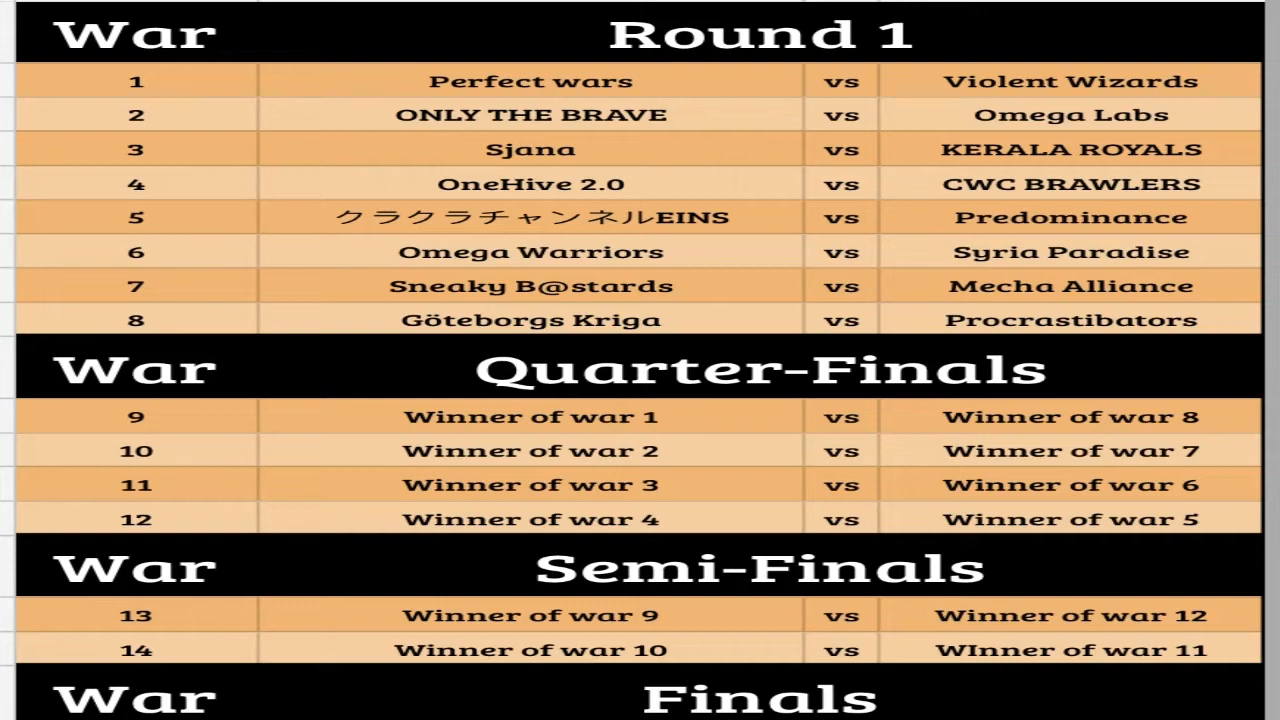 War Round 1
1 Perfect wars vs Violent Wizards
2 ONLY THE BRAVE vs Omega Labs
3 Sjana vs KERALA ROYALS
4 OneHive 2.0 vs CWC BRAWLERS
5 クラクラチャンネルEINS vs Predominance
6 Omega Warriors vs Syria Paradise
7 Sneaky B@stards vs Mecha Alliance
8 Göteborgs Kriga vs Procrastibators
War Quarter-Finals
9 Winner of war 1 vs Winner of war 8
10 Winner of war 2 vs Winner of war 7
11 Winner of war 3 vs Winner of war 6
12 Winner of war 4 vs Winner of war 5
War Semi-Finals
13 Winner of war 9 vs Winner of war 12
14 Winner of war 10 vs WInner of war 11
War Finals